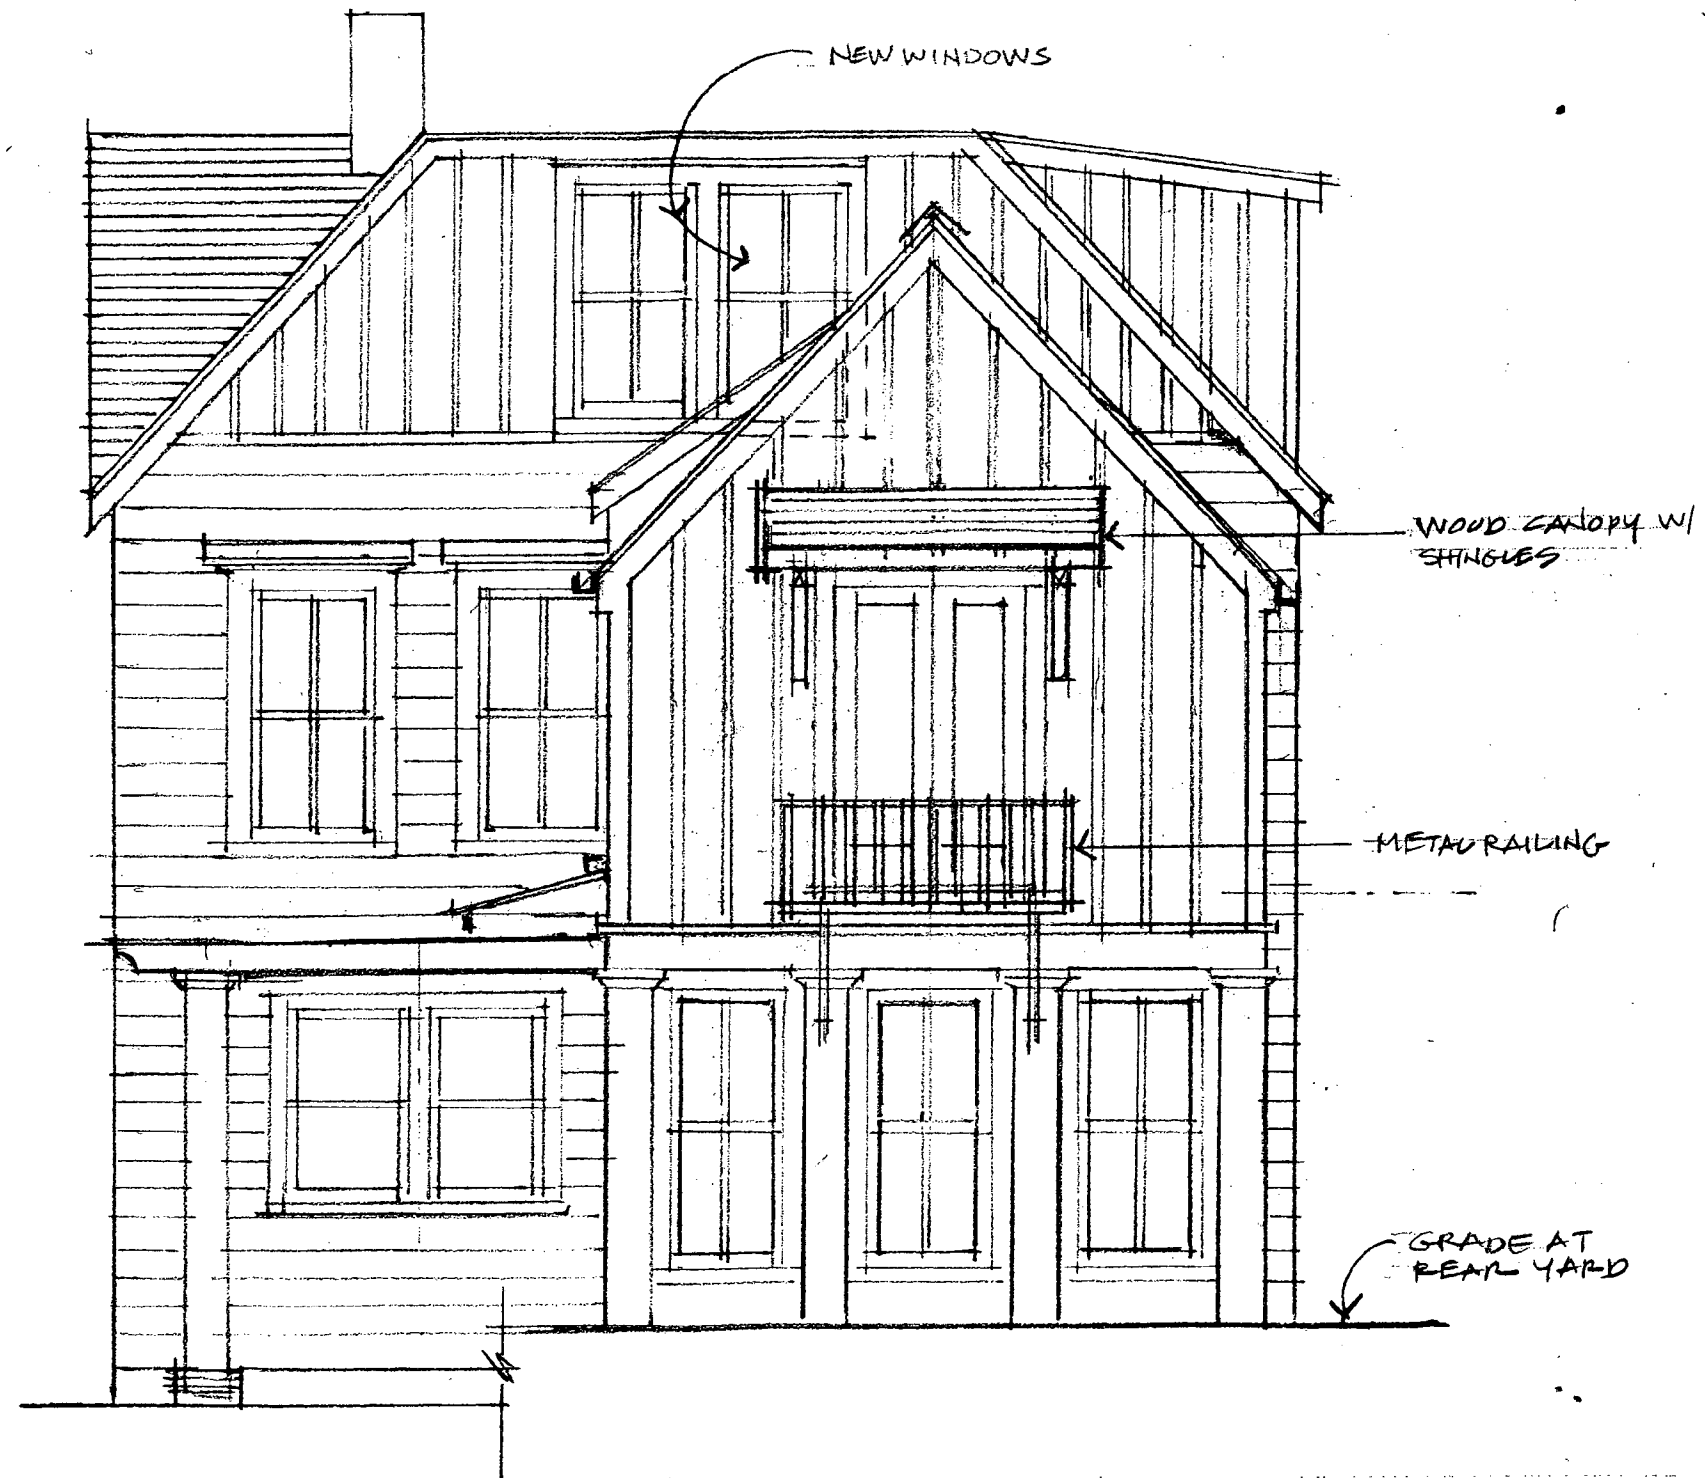 NEW WINDOWS
WOOD CANOPY W/
SHINGLES
METAL RAILING
GRADE AT
REAR YARD